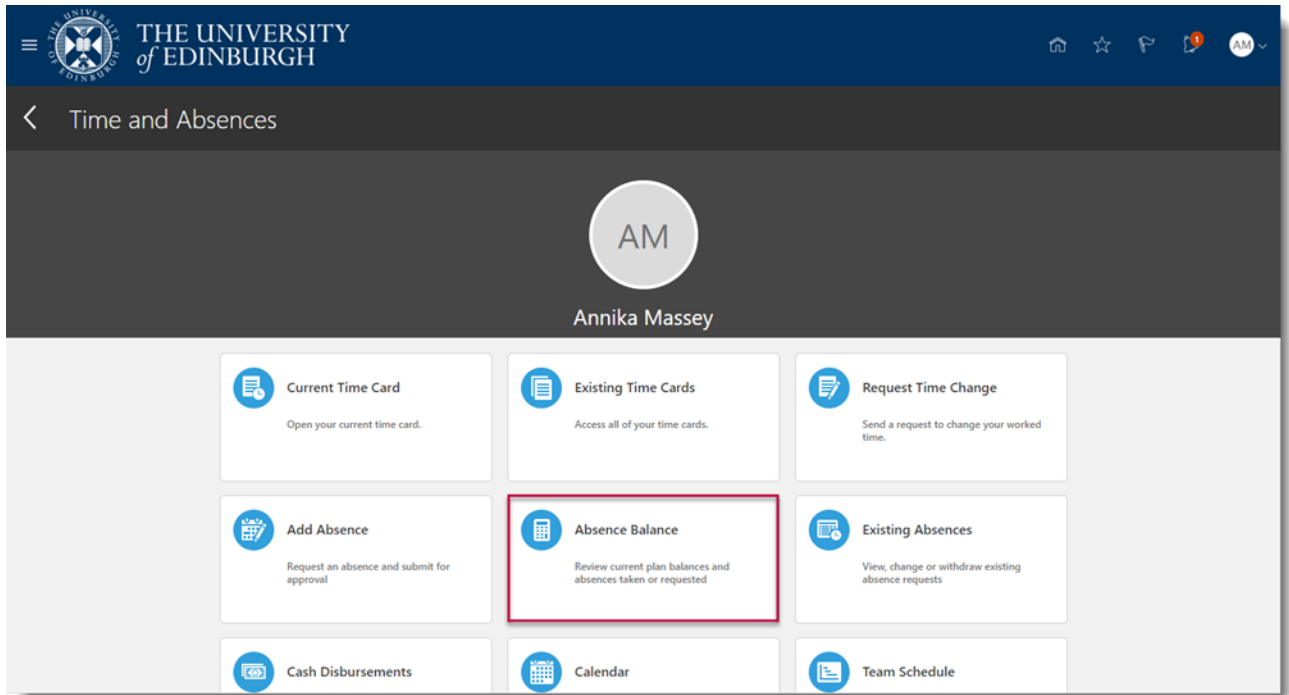 THE UNIVERSITY
of EDINBURGH
1
AM
Time and Absences
AM
Annika Massey
Current Time Card
Open your current time card.
Existing Time Cards
Access all of your time cards.
Request Time Change
Send a request to change your worked
time.
Add Absence
Request an absence and submit for
approval
Absence Balance
Review current plan balances and
absences taken or requested
Existing Absences
View, change or withdraw existing
absence requests
Cash Disbursements
Calendar
Team Schedule